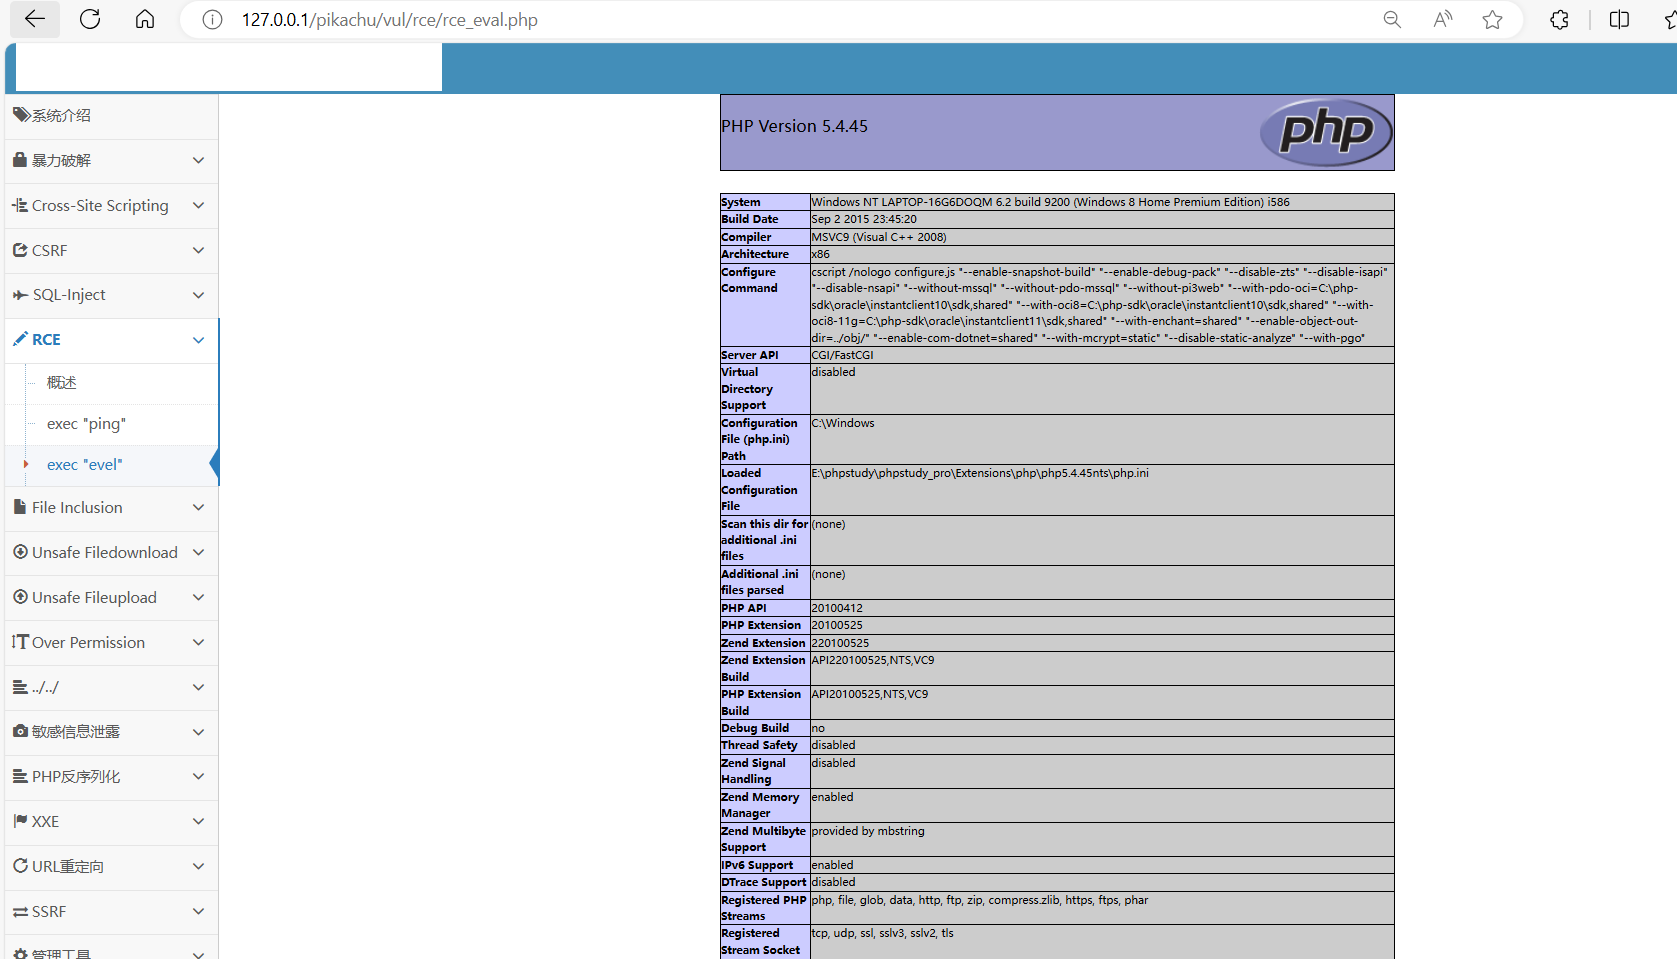 127.0.0.1/pikachu/vul/rce/rce_eval.php
系统介绍
暴力破解
Cross-Site Scripting
CSRF
SQL-Inject
RCE
概述
exec "ping"
exec "evel"
File Inclusion
Unsafe Filedownload
Unsafe Fileupload
Over Permission
../../
敏感信息泄露
PHP反序列化
XXE
URL重定向
SSRF
管理工具
PHP Version 5.4.45
php
System Windows NT LAPTOP-16G6DOQM 6.2 build 9200 (Windows 8 Home Premium Edition) i586
Build Date Sep 2 2015 23:45:20
Compiler MSVC9 (Visual C++ 2008)
Architecture x86
Configure cscript /nologo configure.js "--enable-snapshot-build" "--enable-debug-pack" "--disable-zts" "--disable-isapi"
Command "--disable-nsapi" "--without-mssql" "--without-pdo-mssql" "--without-pi3web" "--with-pdo-oci=C:\php-
sdk\oracle\instantclient10\sdk,shared" "--with-oci8=C:\php-sdk\oracle\instantclient10\sdk,shared" "--with-
oci8-11g=C:\php-sdk\oracle\instantclient11\sdk,shared" "--with-enchant=shared" "--enable-object-out-
dir=../obj/" "--enable-com-dotnet=shared" "--with-mcrypt=static" "--disable-static-analyze" "--with-pgo"
Server API CGI/FastCGI
Virtual disabled
Directory
Support
Configuration C:\Windows
File (php.ini)
Path
Loaded E:\phpstudy\phpstudy_pro\Extensions\php\php5.4.45nts\php.ini
Configuration
File
Scan this dir for (none)
additional .ini
files
Additional .ini (none)
files parsed
PHP API 20100412
PHP Extension 20100525
Zend Extension 220100525
Zend Extension API220100525,NTS,VC9
Build
PHP Extension API20100525,NTS,VC9
Build
Debug Build no
Thread Safety disabled
Zend Signal disabled
Handling
Zend Memory enabled
Manager
Zend Multibyte provided by mbstring
Support
IPv6 Support enabled
DTrace Support disabled
Registered PHP php, file, glob, data, http, ftp, zip, compress.zlib, https, ftps, phar
Streams
Registered tcp, udp, ssl, sslv3, sslv2, tls
Stream Socket